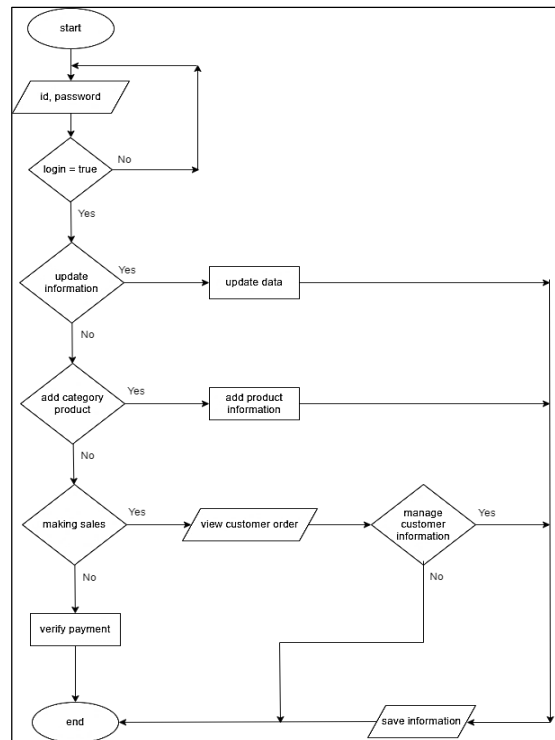 start
id, password
login = true
No
Yes
update
information
Yes
update data
No
add category
product
Yes
add product
information
No
making sales
Yes
view customer order
manage
customer
information
Yes
No
No
verify payment
end
save information